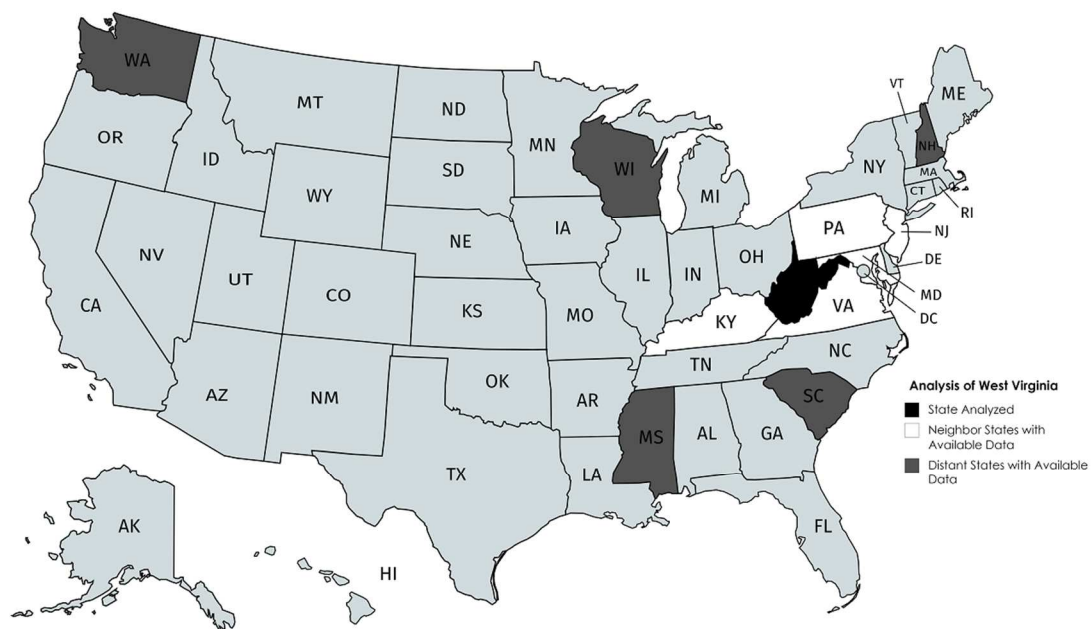 WA
MT
ND
MN
VT
ME
OR
ID
SD
WI
MI
NY
NH
MA
CT
RI
WY
NE
IA
PA
NJ
NV
UT
CO
KS
IL
IN
OH
DE
MD
DC
CA
MO
KY
VA
AZ
NM
OK
AR
TN
NC
TX
LA
MS
AL
GA
SC
FL
AK
HI
Analysis of West Virginia
State Analyzed
Neighbor States with
Available Data
Distant States with Available
Data